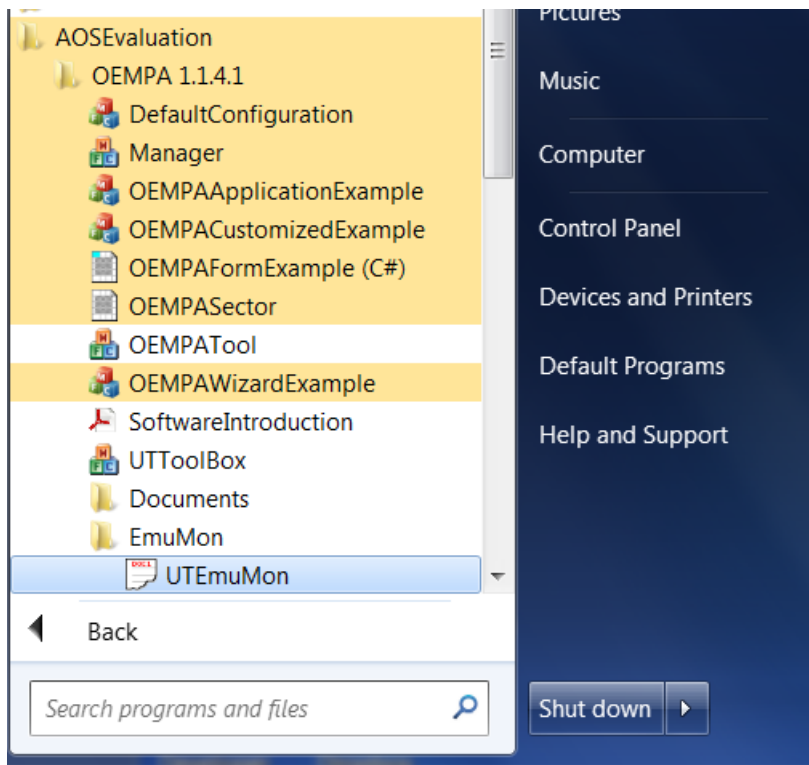 AOSEvaluation
OEMPA 1.1.4.1
DefaultConfiguration
Manager
OEMPAApplicationExample
OEMPACustomizedExample
OEMPAFormExample (C#)
OEMPASector
OEMPATool
OEMPAWizardExample
SoftwareIntroduction
UTToolBox
Documents
EmuMon
UTEmuMon
Back
Search programs and files
Pictures
Music
Computer
Control Panel
Devices and Printers
Default Programs
Help and Support
Shut down